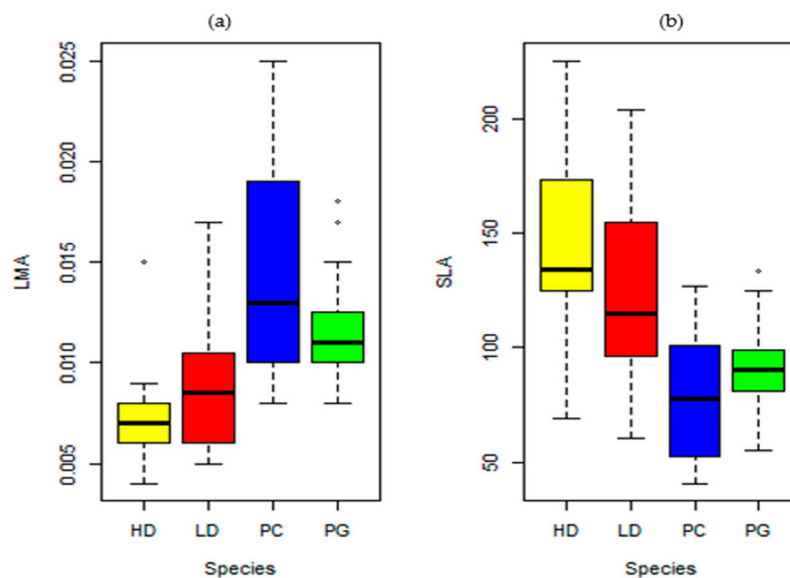 (a)
LMA
0.025
0.020
0.015
0.010
0.005
HD LD PC PG
Species
(b)
SLA
200
150
100
50
HD LD PC PG
Species